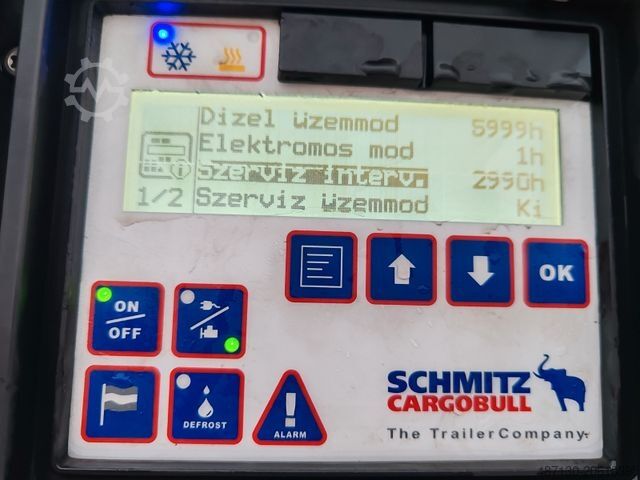 Dizel üzemmod 5999h
Elektromos mod 1h
Szerviz interv. 2990h
1/2 Szerviz üzemmod Ki
OK
ON
OFF
DEFROST
ALARM
SCHMITZ
CARGOBULL
The TrailerCompany.